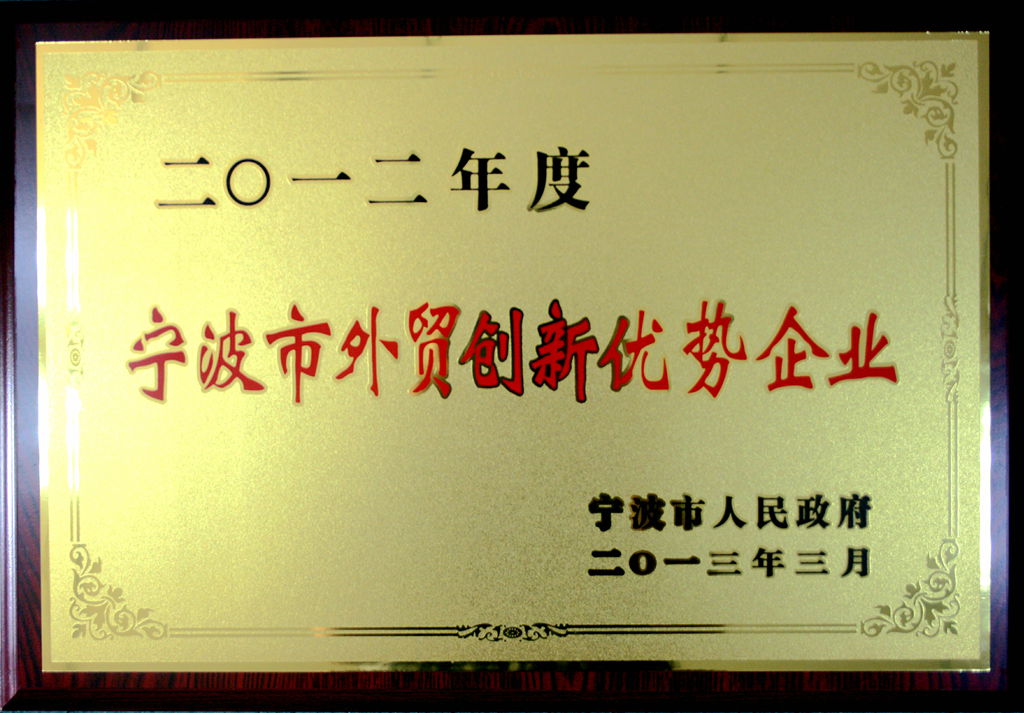 二〇一二年度
宁波市外贸创新优势企业
宁波市人民政府
二〇一三年三月